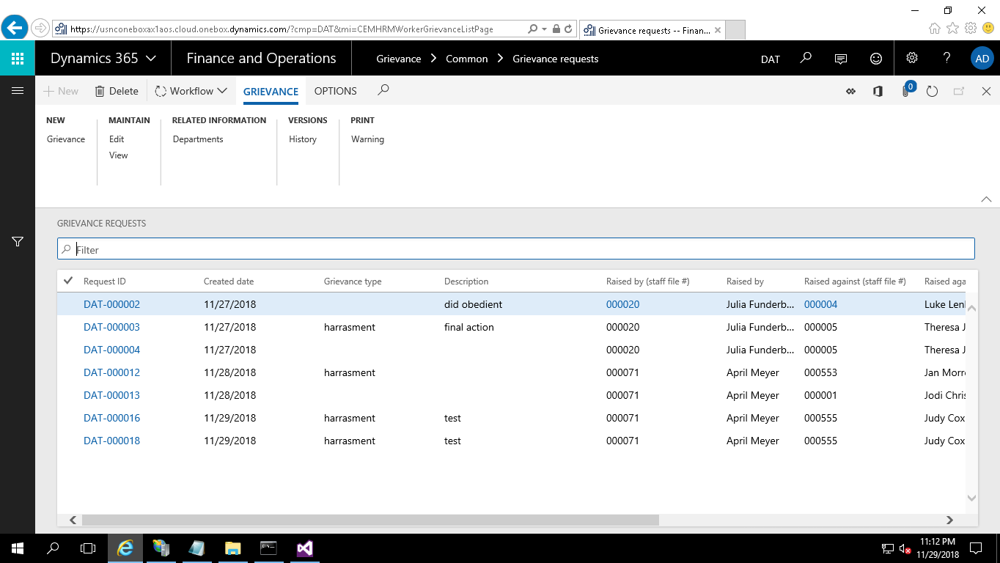 https://usnconeboxax1aos.cloud.onebox.dynamics.com/?cmp=DAT&mi=CEMHRMWorkerGrievanceListPage
Grievance requests -- Finan...
Dynamics 365 Finance and Operations Grievance Common Grievance requests DAT ? AD
+ New Delete Workflow GRIEVANCE OPTIONS 0
NEW MAINTAIN RELATED INFORMATION VERSIONS PRINT
Grievance Edit Departments History Warning
View
GRIEVANCE REQUESTS
Filter
Request ID Created date Grievance type Description Raised by (staff file #) Raised by Raised against (staff file #) Raised aga
DAT-000002 11/27/2018 did obedient 000020 Julia Funderb... 000004 Luke Len
DAT-000003 11/27/2018 harrasment final action 000020 Julia Funderb... 000005 Theresa J
DAT-000004 11/27/2018 000020 Julia Funderb... 000005 Theresa J
DAT-000012 11/28/2018 harrasment 000071 April Meyer 000553 Jan Morr
DAT-000013 11/28/2018 000071 April Meyer 000001 Jodi Chris
DAT-000016 11/29/2018 harrasment test 000071 April Meyer 000555 Judy Cox
DAT-000018 11/29/2018 harrasment test 000071 April Meyer 000555 Judy Cox
11:12 PM
11/29/2018